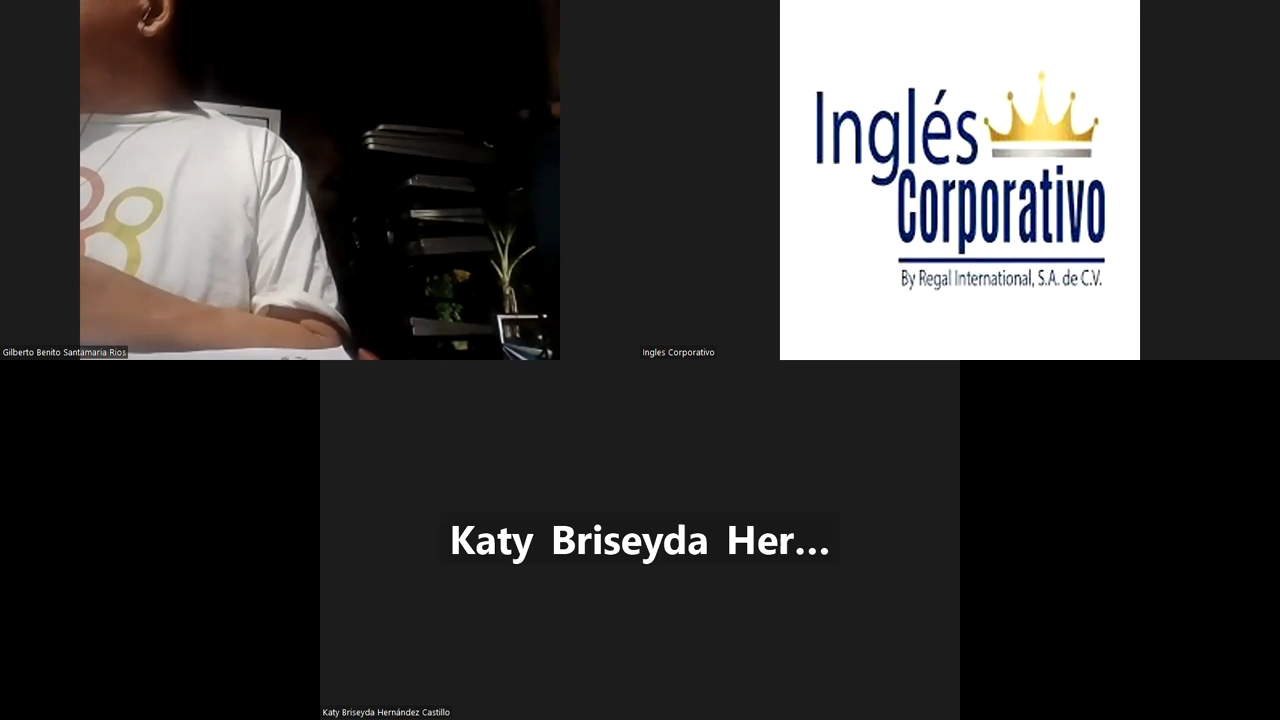 Inglés
Corporativo
By Regal International, S.A. de C.V.
Gilberto Benito Santamaria Rios
Ingles Corporativo
Katy Briseyda Her...
Katy Briseyda Hernández Castillo